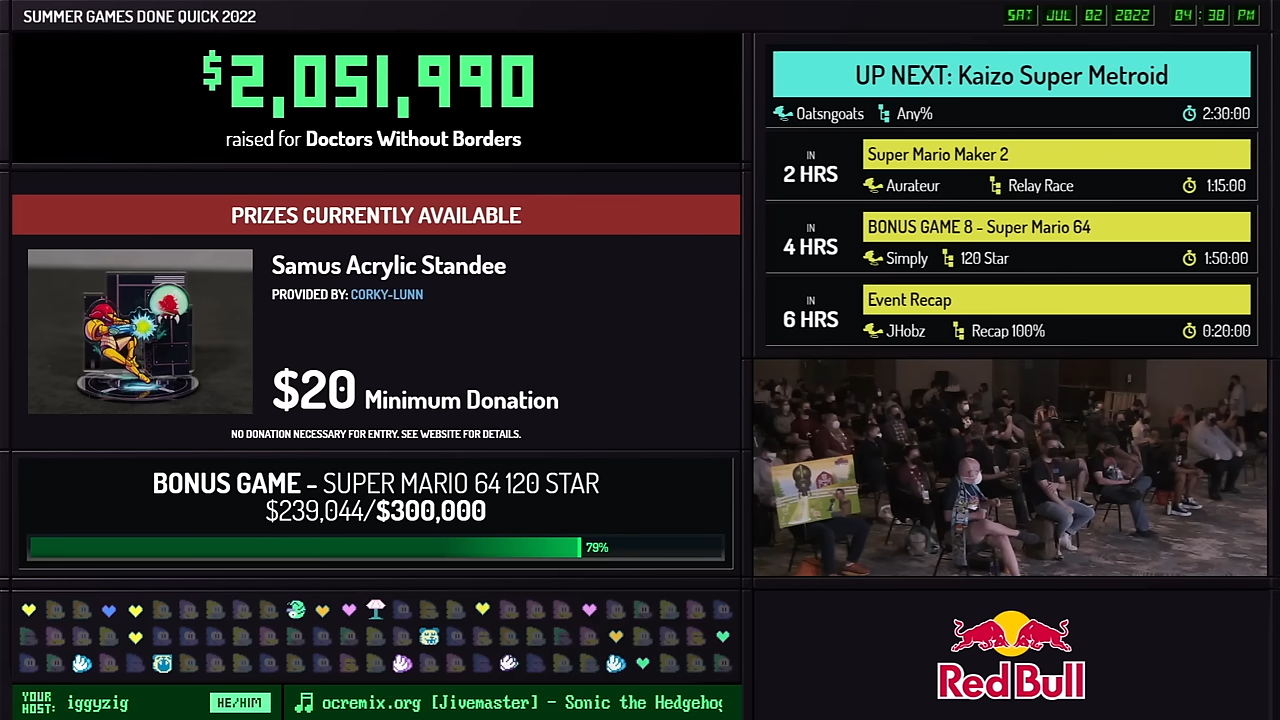 SUMMER GAMES DONE QUICK 2022
SAT JUL 02 2022 04:30 PM
$2,051,990
raised for Doctors Without Borders
PRIZES CURRENTLY AVAILABLE
Samus Acrylic Standee
PROVIDED BY: CORKY-LUNN
$20 Minimum Donation
NO DONATION NECESSARY FOR ENTRY. SEE WEBSITE FOR DETAILS.
BONUS GAME - SUPER MARIO 64 120 STAR
$239,044/$300,000
79%
UP NEXT: Kaizo Super Metroid
Oatsngoats Any% 2:30:00
IN
2 HRS
Super Mario Maker 2
Aurateur Relay Race 1:15:00
IN
4 HRS
BONUS GAME 8 - Super Mario 64
Simply 120 Star 1:50:00
IN
6 HRS
Event Recap
JHobz Recap 100% 0:20:00
Red Bull
YOUR
HOST: iggyzig HE/HIM
ocremix.org [Jivemaster] - Sonic the Hedgehog